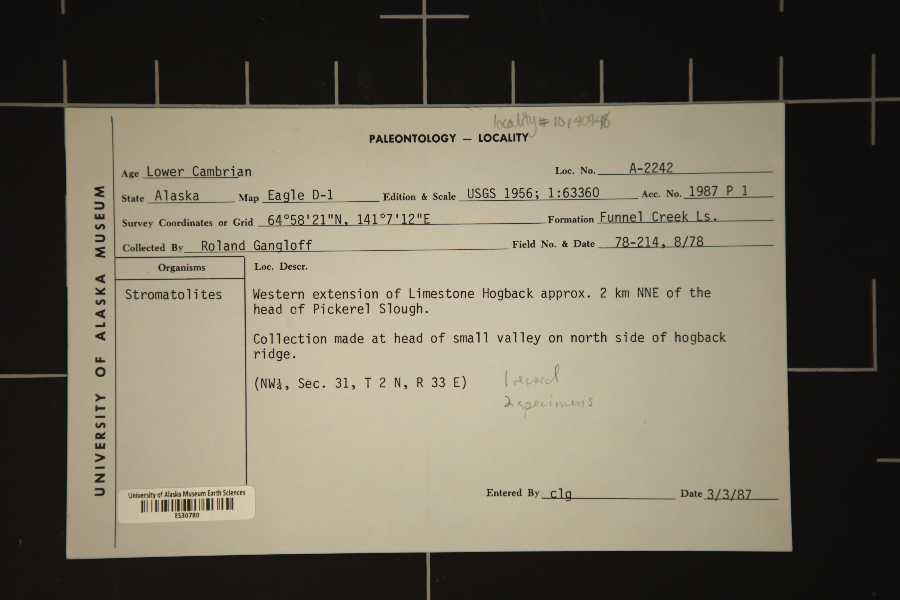 locality #
PALEONTOLOGY — LOCALITY
Age Lower Cambrian Loc. No. A-2242
State Alaska Map Eagle D-1 Edition & Scale USGS 1956; 1:63360 Acc. No. 1987 P 1
Survey Coordinates or Grid 64°58'21"N, 141°7'12"E Formation Funnel Creek Ls.
Collected By Roland Gangloff Field No. & Date 78-214, 8/78
Organisms Loc. Descr.
Stromatolites
Western extension of Limestone Hogback approx. 2 km NNE of the
head of Pickerel Slough.
Collection made at head of small valley on north side of hogback
ridge.
(NW¼, Sec. 31, T 2 N, R 33 E)
1 record
2 specimens
UNIVERSITY OF ALASKA MUSEUM
University of Alaska Museum Earth Sciences
ES30780
Entered By clg Date 3/3/87